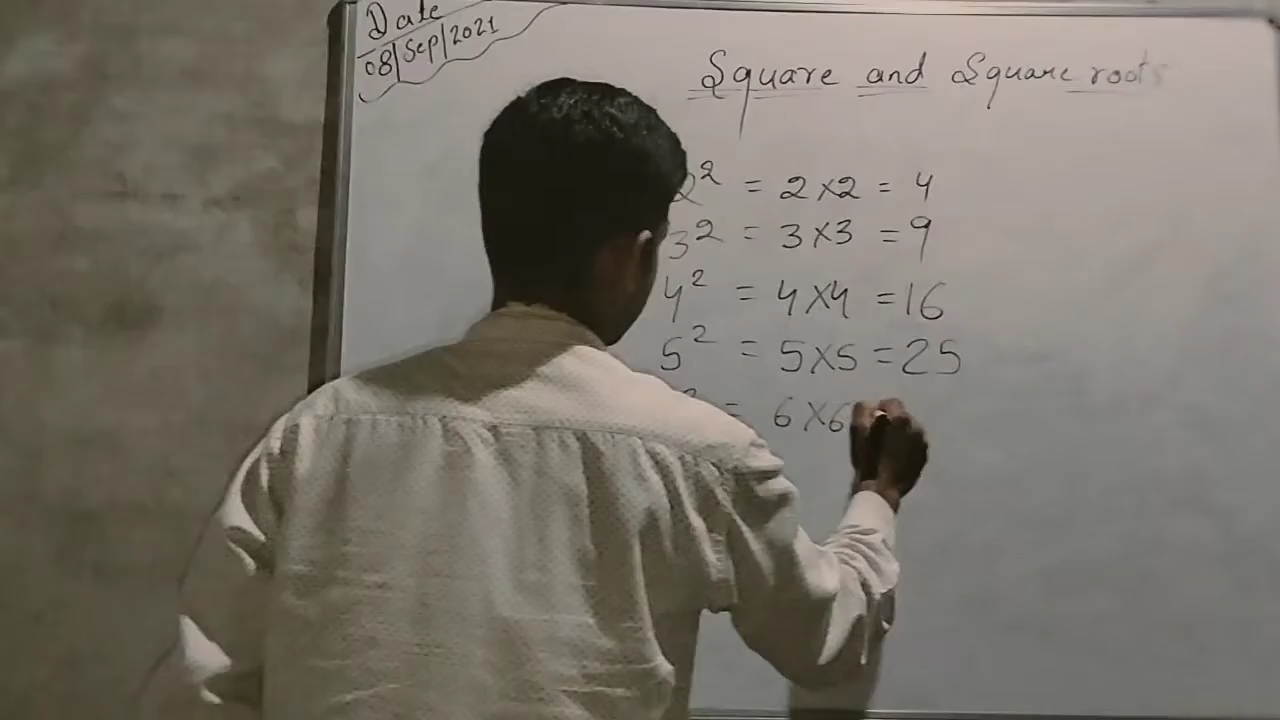 Date
08/Sep/2021
Square and Square roots
2² = 2×2 = 4
3² = 3×3 = 9
4² = 4×4 = 16
5² = 5×5 = 25
² = 6×6